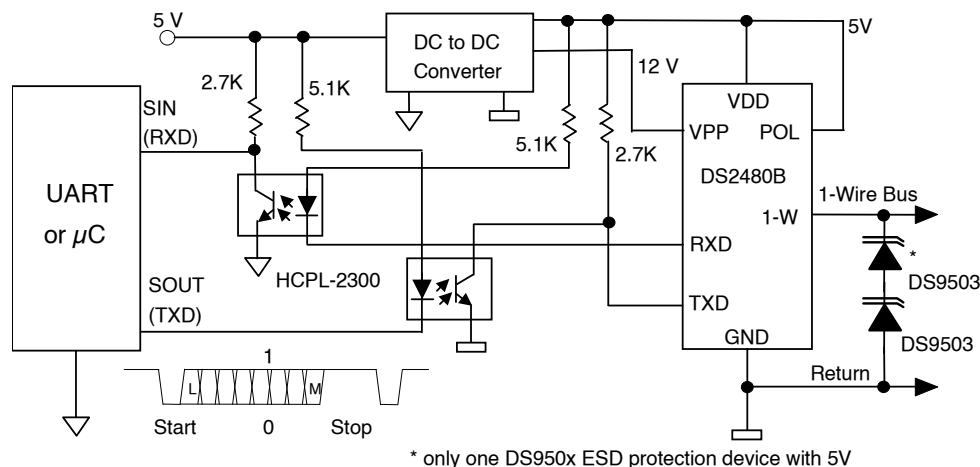 5 V
DC to DC
Converter
5V
12 V
2.7K
5.1K
SIN
(RXD)
5.1K
2.7K
VDD
VPP
POL
DS2480B
1-Wire Bus
1-W
UART
or µC
RXD
*
DS9503
HCPL-2300
SOUT
(TXD)
TXD
DS9503
GND
1
Return
L
M
Start
0
Stop
* only one DS950x ESD protection device with 5V